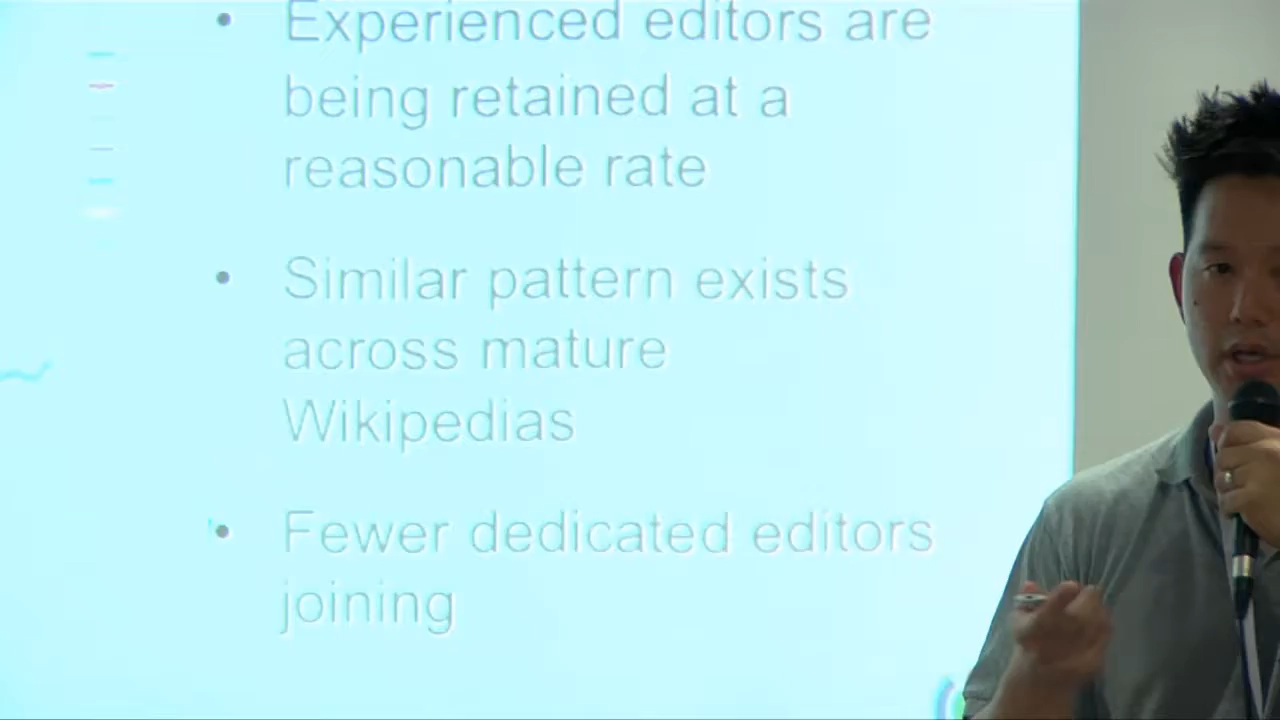 • Experienced editors are
being retained at a
reasonable rate
• Similar pattern exists
across mature
Wikipedias
• Fewer dedicated editors
joining